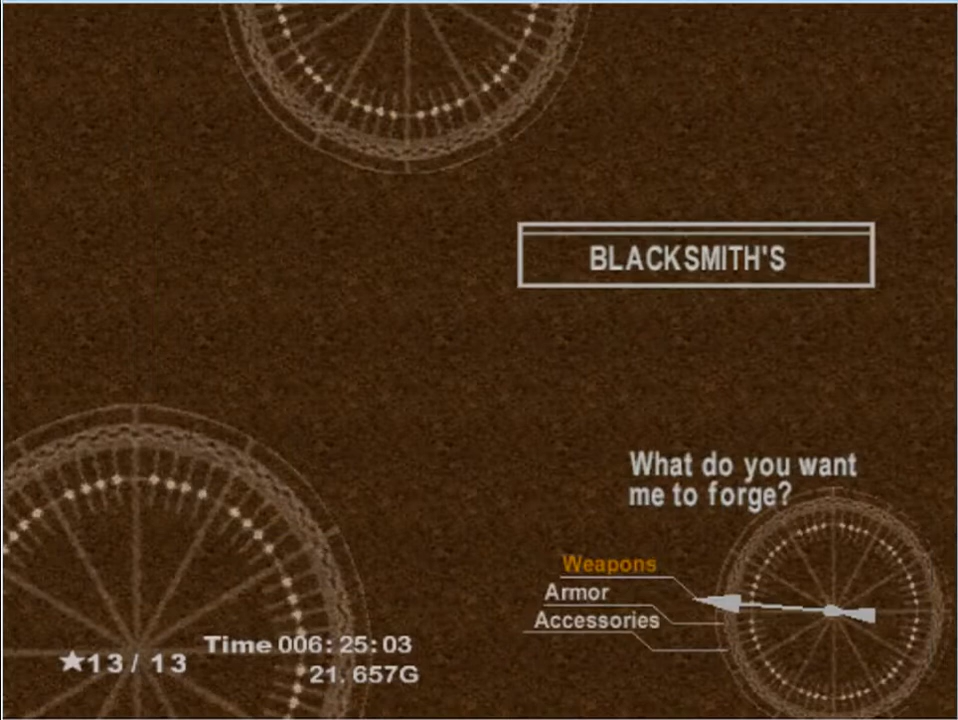 BLACKSMITH'S
What do you want
me to forge?
Weapons
Armor
Accessories
Time 006:25:03
★13/13
21.657G